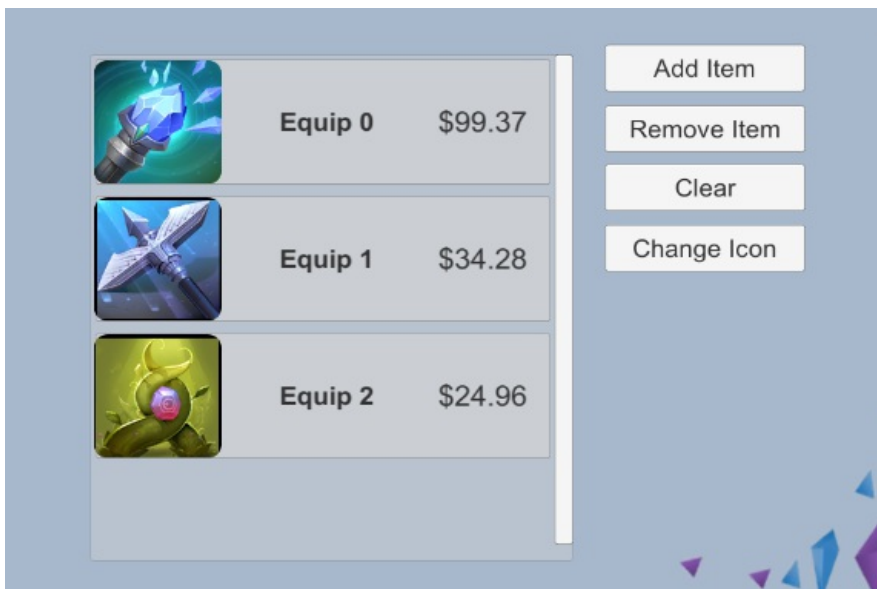 Equip 0 $99.37
Equip 1 $34.28
Equip 2 $24.96
Add Item
Remove Item
Clear
Change Icon